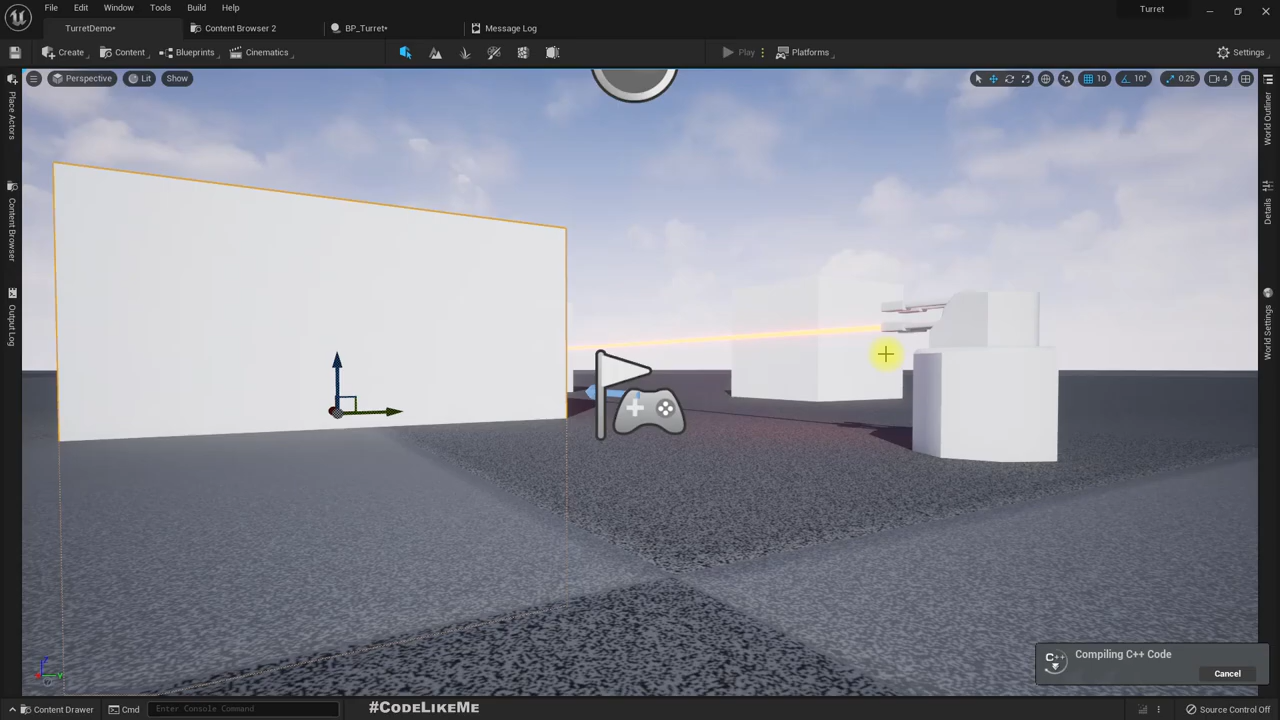 File Edit Window Tools Build Help
Turret
TurretDemo*
Content Browser 2
BP_Turret*
Message Log
Create
Content
Blueprints
Cinematics
Play
Platforms
Settings
Perspective
Lit
Show
10
10°
0.25
4
Place Actors
Content Browser
Output Log
World Outliner
Details
World Settings
Z
X
Y
C++
Compiling C++ Code
Cancel
Content Drawer
Cmd
Enter Console Command
#CodeLikeMe
Source Control Off